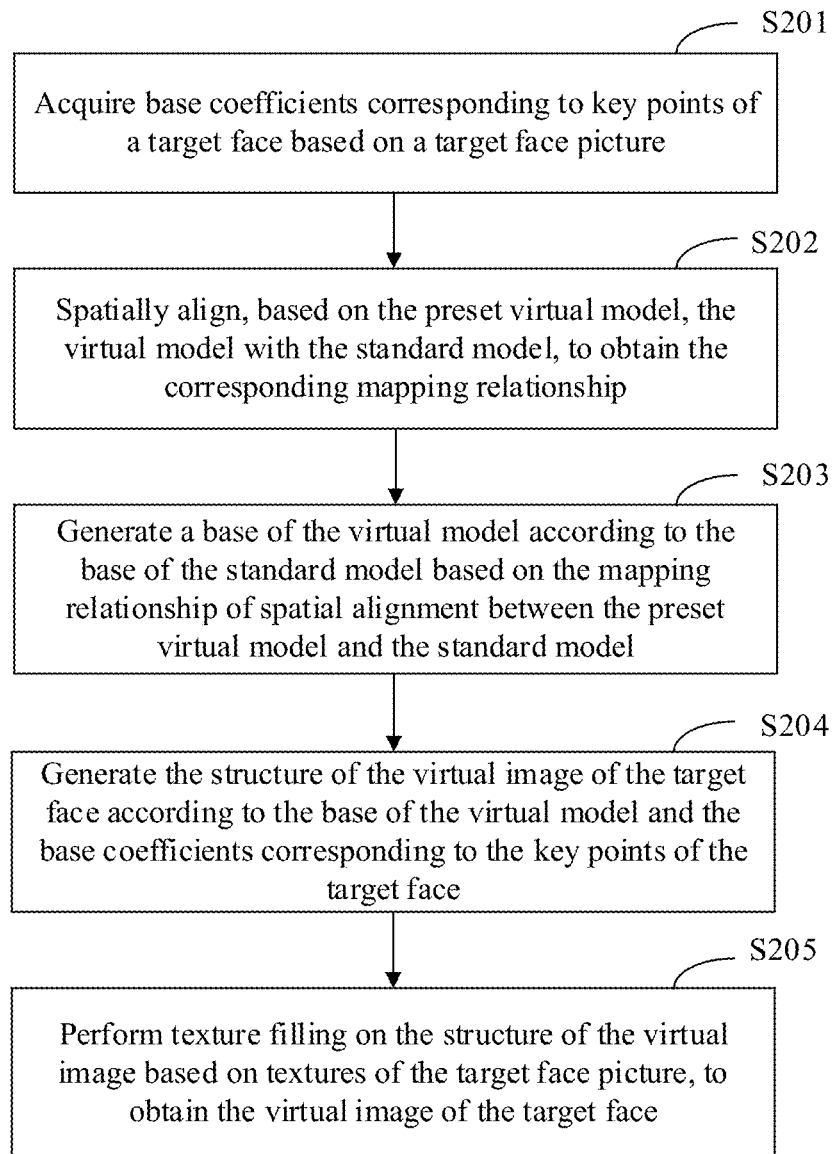 S201
Acquire base coefficients corresponding to key points of
a target face based on a target face picture
S202
Spatially align, based on the preset virtual model, the
virtual model with the standard model, to obtain the
corresponding mapping relationship
S203
Generate a base of the virtual model according to the
base of the standard model based on the mapping
relationship of spatial alignment between the preset
virtual model and the standard model
S204
Generate the structure of the virtual image of the target
face according to the base of the virtual model and the
base coefficients corresponding to the key points of the
target face
S205
Perform texture filling on the structure of the virtual
image based on textures of the target face picture, to
obtain the virtual image of the target face